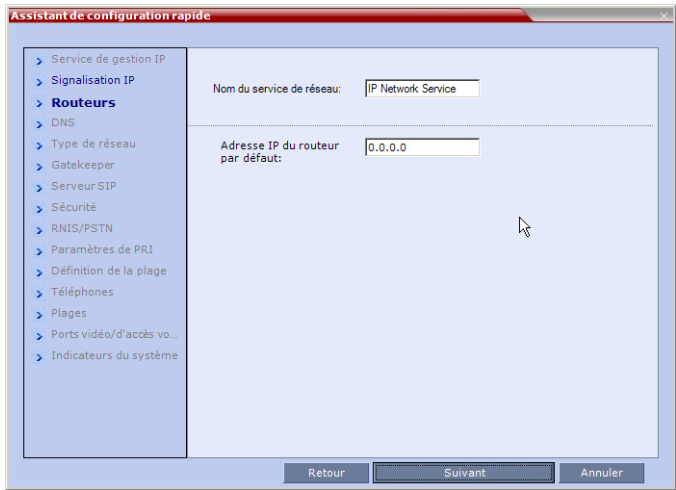 Assistant de configuration rapide
Service de gestion IP
Signalisation IP
Routeurs
DNS
Type de réseau
Gatekeeper
Serveur SIP
Sécurité
RNIS/PSTN
Paramètres de PRI
Définition de la plage
Téléphones
Plages
Ports vidéo/d'accès vo...
Indicateurs du système
Nom du service de réseau:
IP Network Service
Adresse IP du routeur
par défaut:
0.0.0.0
Retour
Suivant
Annuler